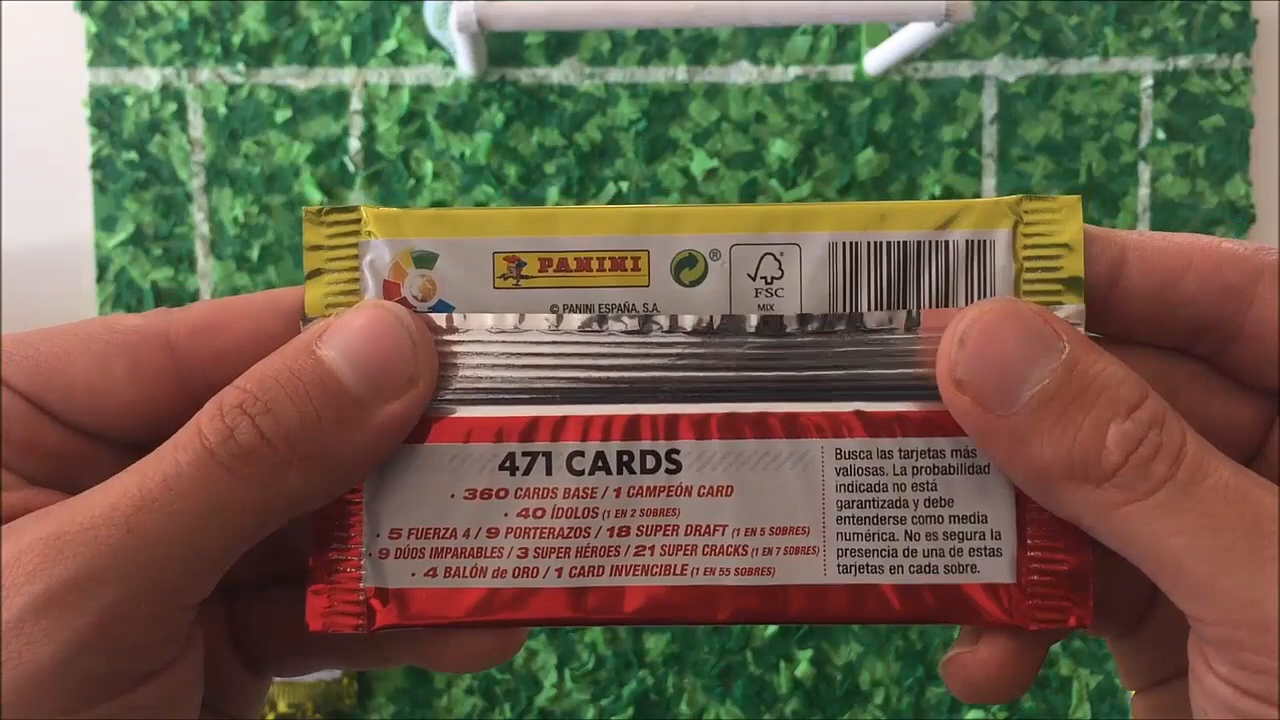 PANINI
®
FSC
MIX
© PANINI ESPAÑA, S.A.
471 CARDS
· 360 CARDS BASE / 1 CAMPEÓN CARD
· 40 ÍDOLOS (1 EN 2 SOBRES)
· 5 FUERZA 4 / 9 PORTERAZOS / 18 SUPER DRAFT (1 EN 5 SOBRES)
· 9 DÚOS IMPARABLES / 3 SUPER HÉROES / 21 SUPER CRACKS (1 EN 7 SOBRES)
· 4 BALÓN de ORO / 1 CARD INVENCIBLE (1 EN 55 SOBRES)
Busca las tarjetas más
valiosas. La probabilidad
indicada no está
garantizada y debe
entenderse como media
numérica. No es segura la
presencia de una de estas
tarjetas en cada sobre.